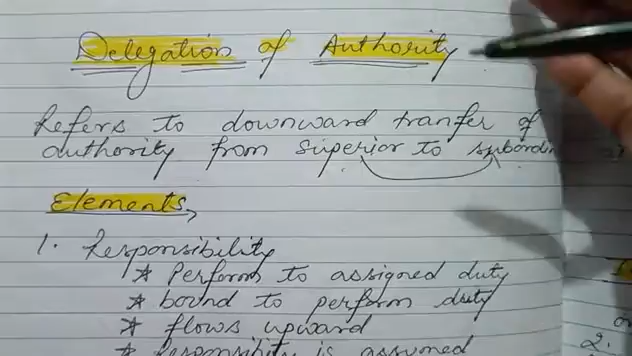 Delegation of Authority
Refers to downward tranfer of
authority from superior to subordin
Elements
1. Responsibility
* Perform to assigned duty
* bound to perform duty
* flows upward
* Responsibility is assumed
2.